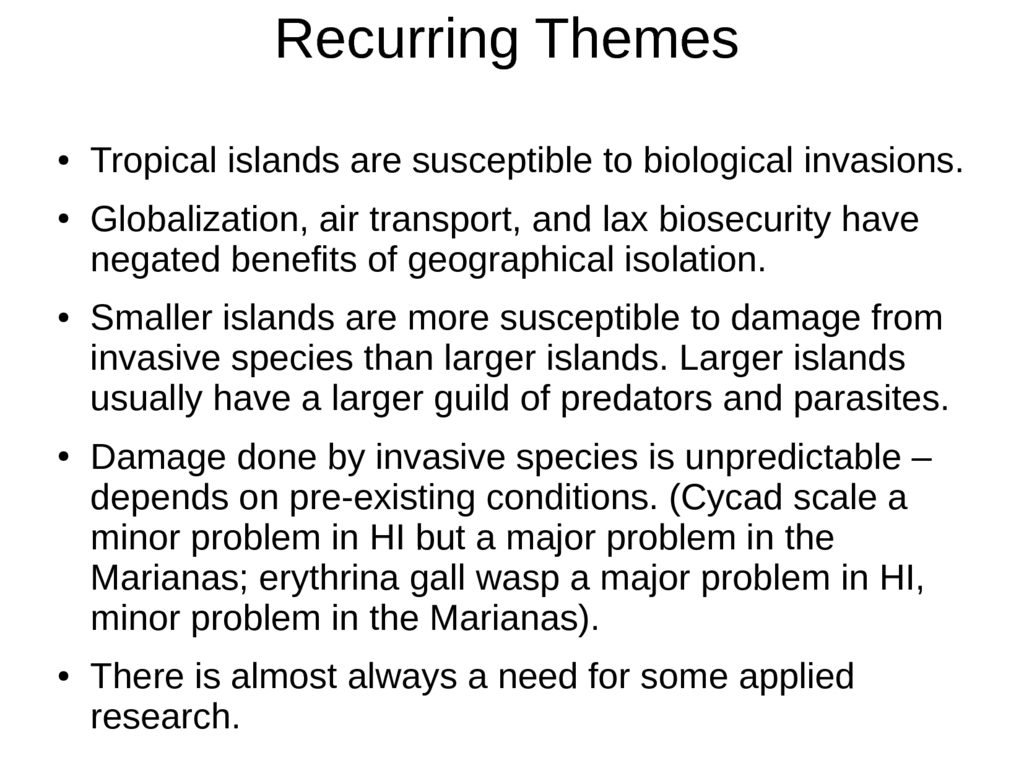 Recurring Themes
• Tropical islands are susceptible to biological invasions.
• Globalization, air transport, and lax biosecurity have
negated benefits of geographical isolation.
• Smaller islands are more susceptible to damage from
invasive species than larger islands. Larger islands
usually have a larger guild of predators and parasites.
• Damage done by invasive species is unpredictable –
depends on pre-existing conditions. (Cycad scale a
minor problem in HI but a major problem in the
Marianas; erythrina gall wasp a major problem in HI,
minor problem in the Marianas).
• There is almost always a need for some applied
research.